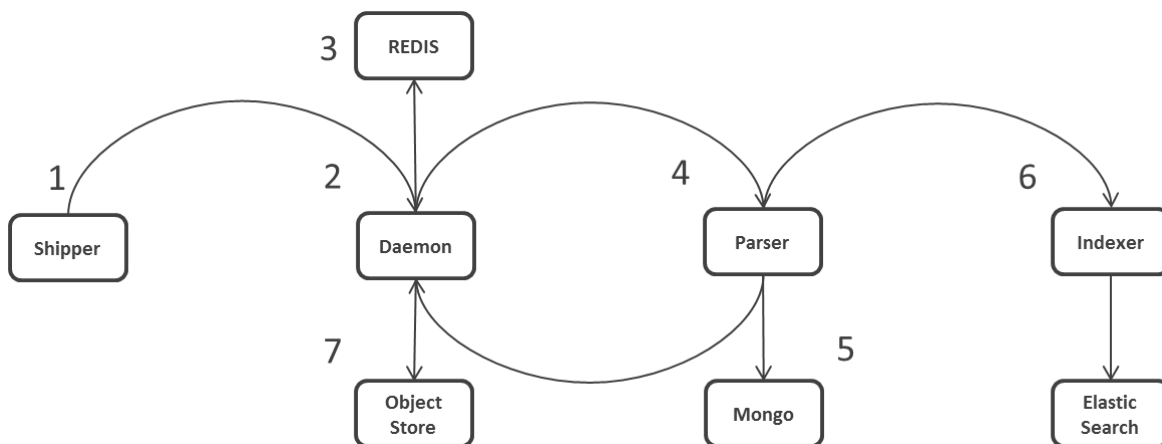 3
REDIS
1
2
4
6
Shipper
Daemon
Parser
Indexer
7
5
Object
Store
Mongo
Elastic
Search